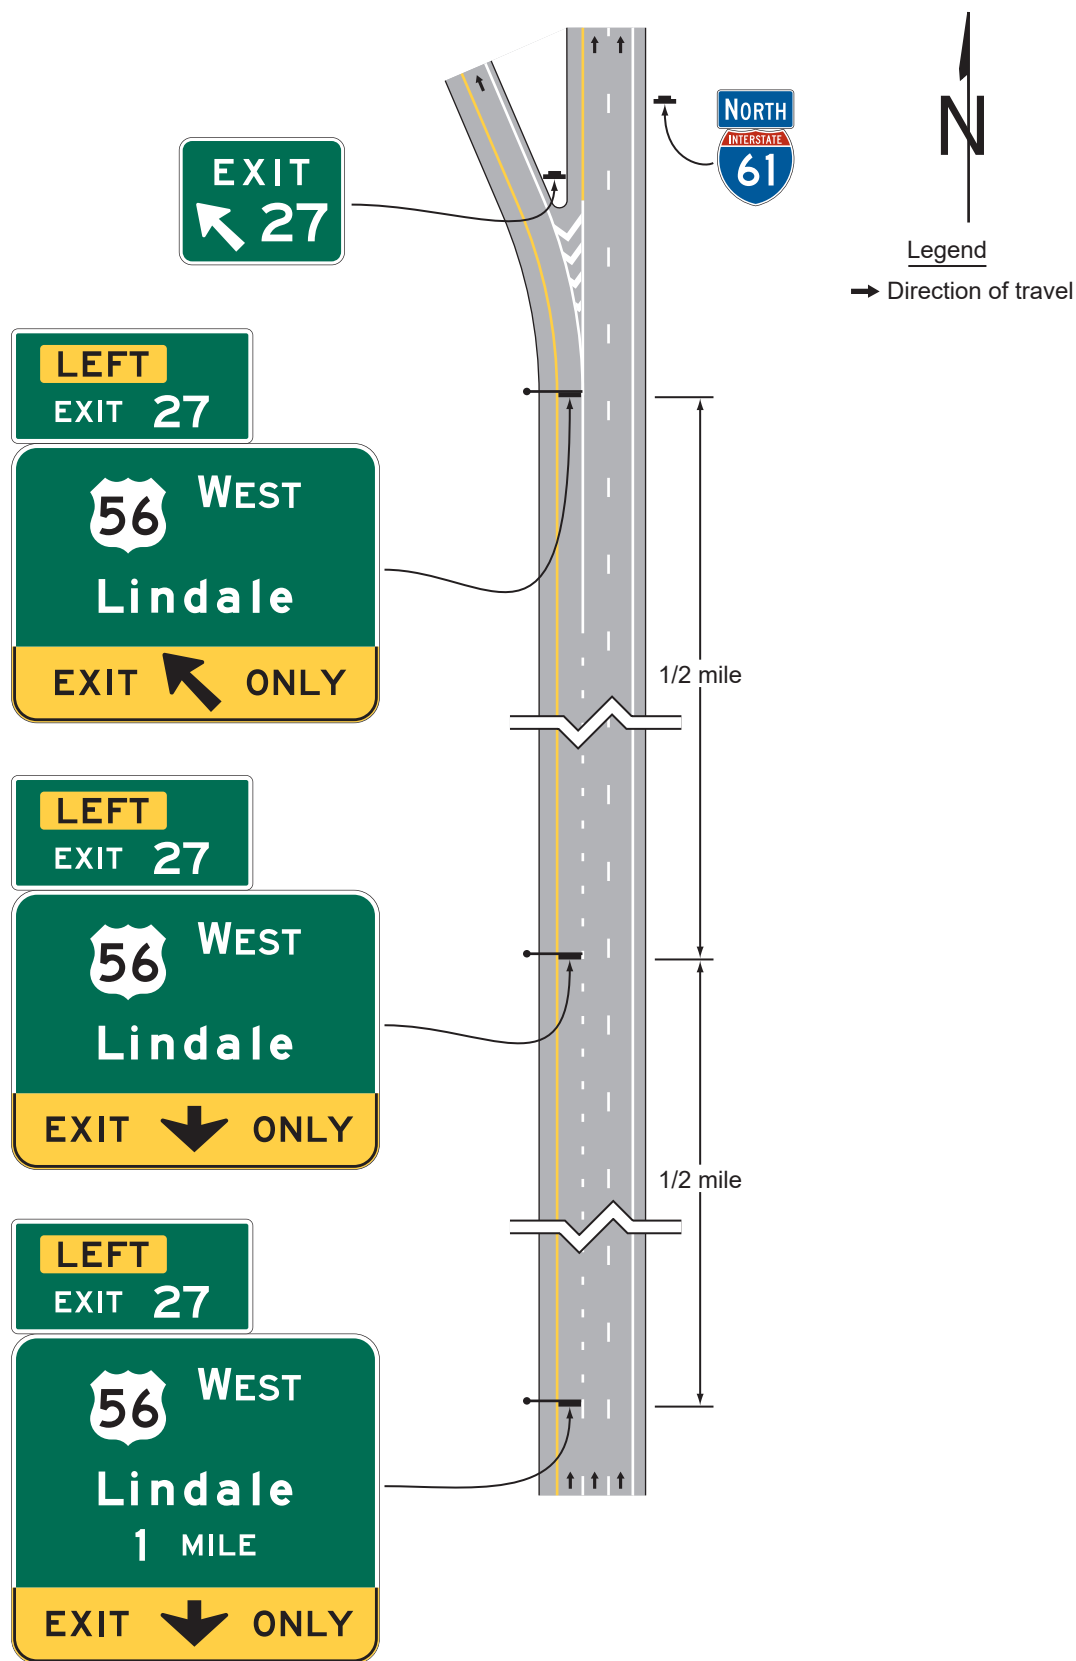 NORTH
INTERSTATE
61
N
EXIT
27
Legend
Direction of travel
LEFT
EXIT 27
56 WEST
Lindale
EXIT ONLY
1/2 mile
LEFT
EXIT 27
56 WEST
Lindale
EXIT ONLY
1/2 mile
LEFT
EXIT 27
56 WEST
Lindale
1 MILE
EXIT ONLY